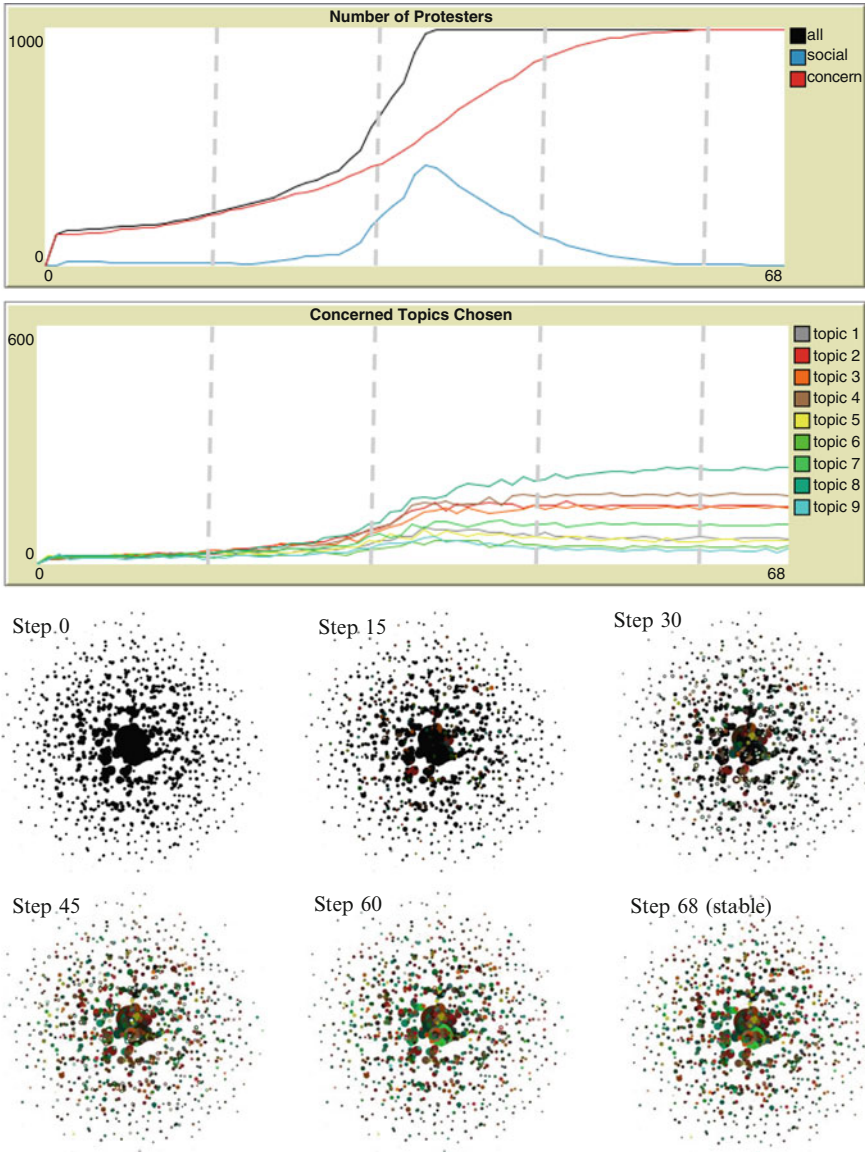 Number of Protesters
1000
0
0
68
all
social
concern
Concerned Topics Chosen
600
0
0
68
topic 1
topic 2
topic 3
topic 4
topic 5
topic 6
topic 7
topic 8
topic 9
Step 0
Step 15
Step 30
Step 45
Step 60
Step 68 (stable)